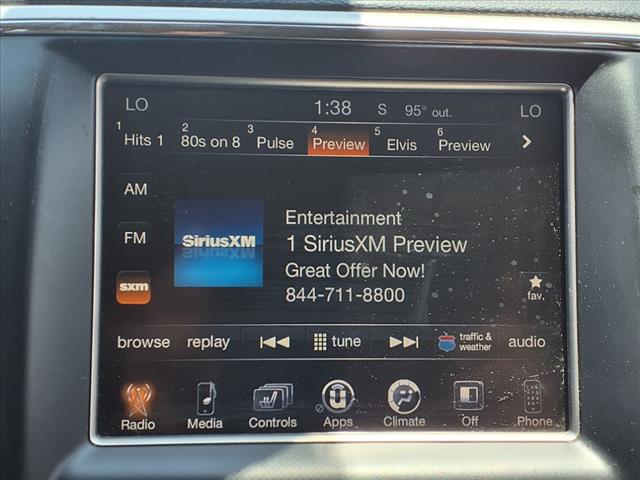 LO 1:38 S 95° out. LO
1 Hits 1 2 80s on 8 3 Pulse 4 Preview 5 Elvis 6 Preview >
AM
FM
sxm
SiriusXM
Entertainment
1 SiriusXM Preview
Great Offer Now!
844-711-8800
fav.
browse replay tune traffic & weather audio
Radio Media Controls Apps Climate Off Phone